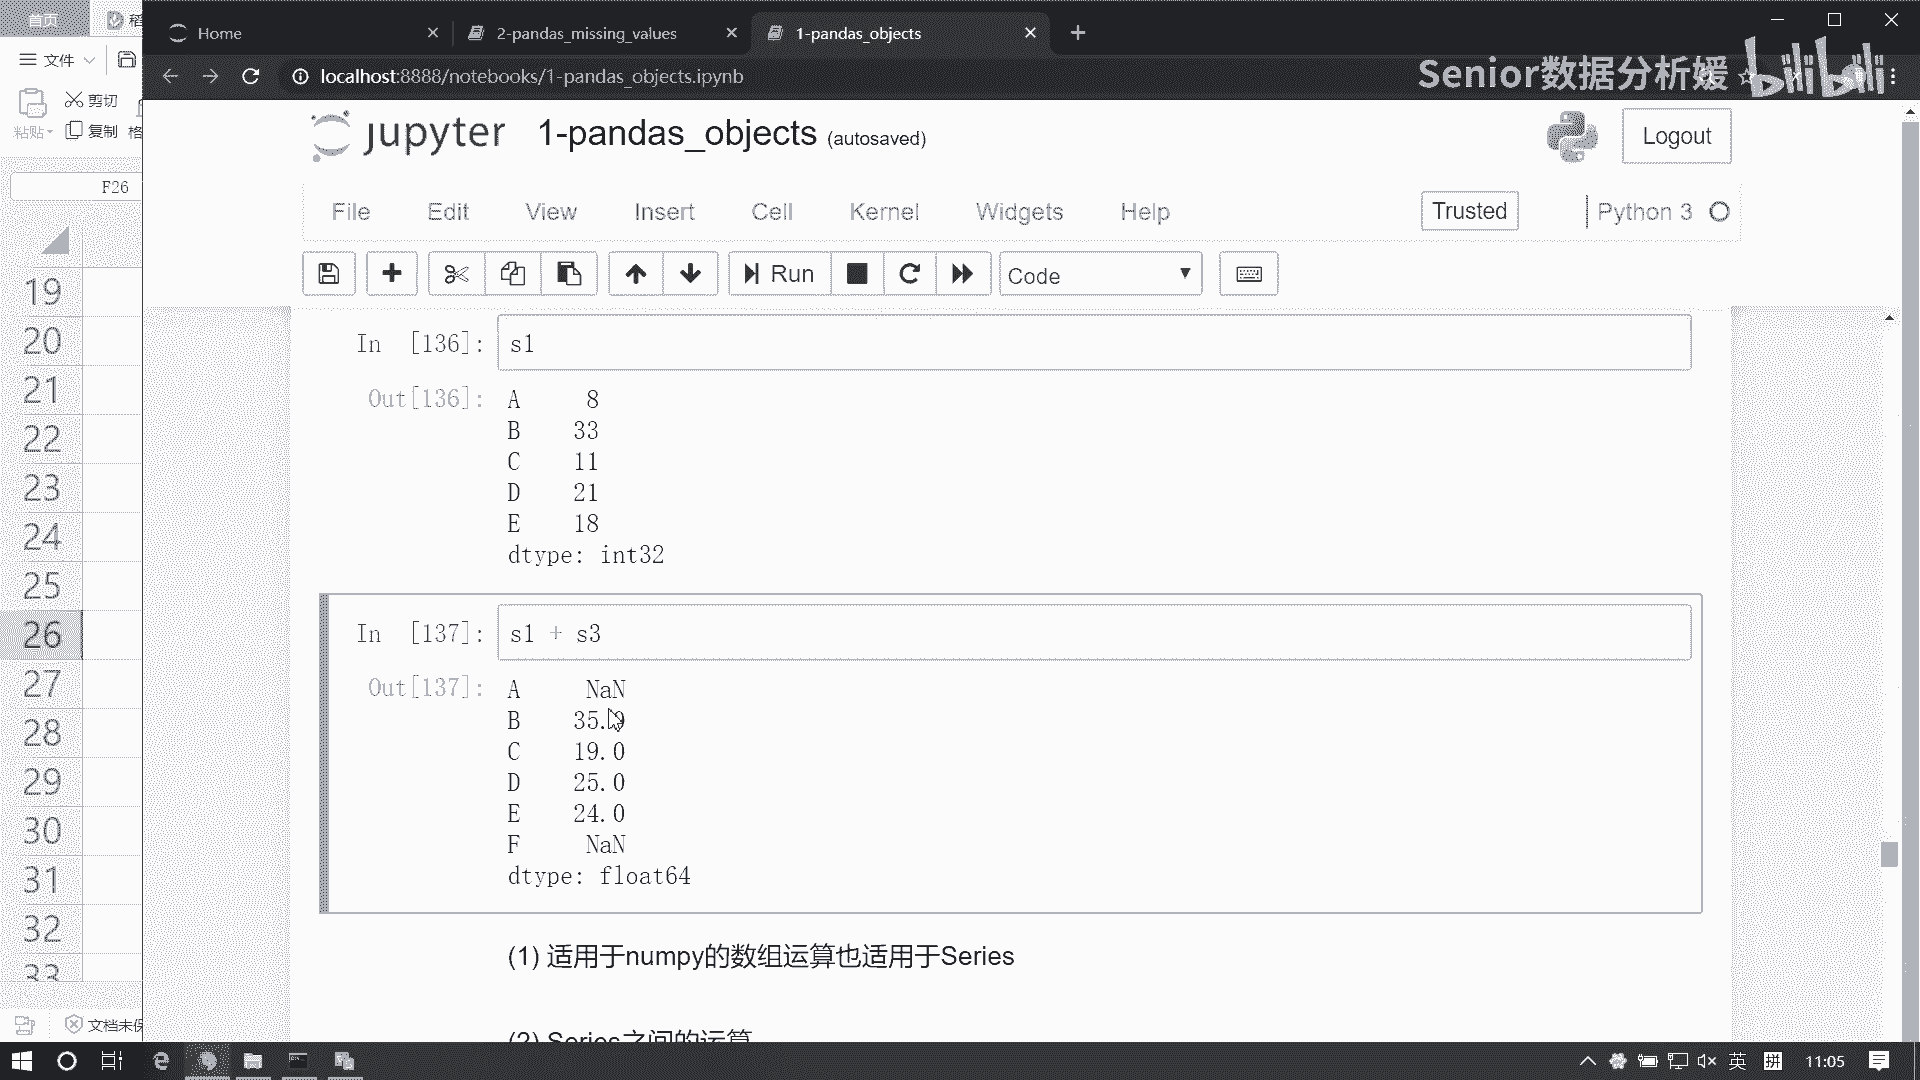 首页
稻
Home
2-pandas_missing_values
1-pandas_objects
文件
localhost:8888/notebooks/1-pandas_objects.ipynb
Senior数据分析媛
bilibili
剪切
粘贴
复制
格
jupyter 1-pandas_objects (autosaved)
Logout
F26
File Edit View Insert Cell Kernel Widgets Help
Trusted
Python 3
Run
Code
19
20
21
22
23
24
25
26
27
28
29
30
31
32
33
In [136]: s1
Out[136]: A 8
B 33
C 11
D 21
E 18
dtype: int32
In [137]: s1 + s3
Out[137]: A NaN
B 35.0
C 19.0
D 25.0
E 24.0
F NaN
dtype: float64
(1) 适用于numpy的数组运算也适用于Series
(2) Series之间的运算
文档未保
英
拼
11:05